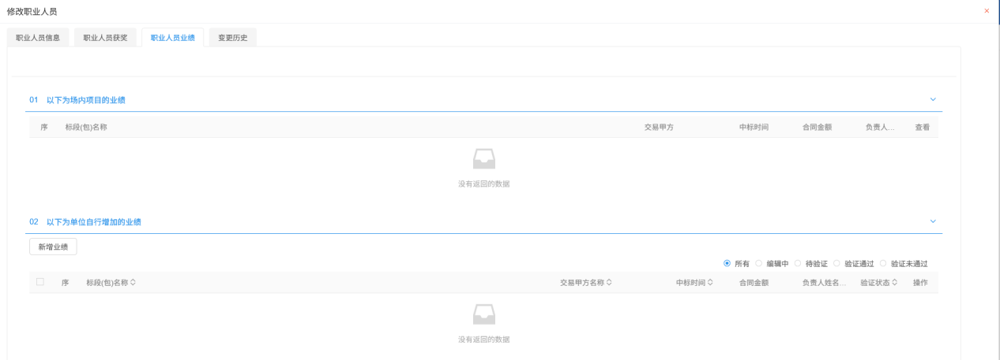 修改职业人员 ×
职业人员信息 职业人员获奖 职业人员业绩 变更历史
01 以下为场内项目的业绩
序 标段(包)名称 交易甲方 中标时间 合同金额 负责人... 查看
没有返回的数据
02 以下为单位自行增加的业绩
新增业绩
所有 编辑中 待验证 验证通过 验证未通过
序 标段(包)名称 交易甲方名称 中标时间 合同金额 负责人姓名... 验证状态 操作
没有返回的数据